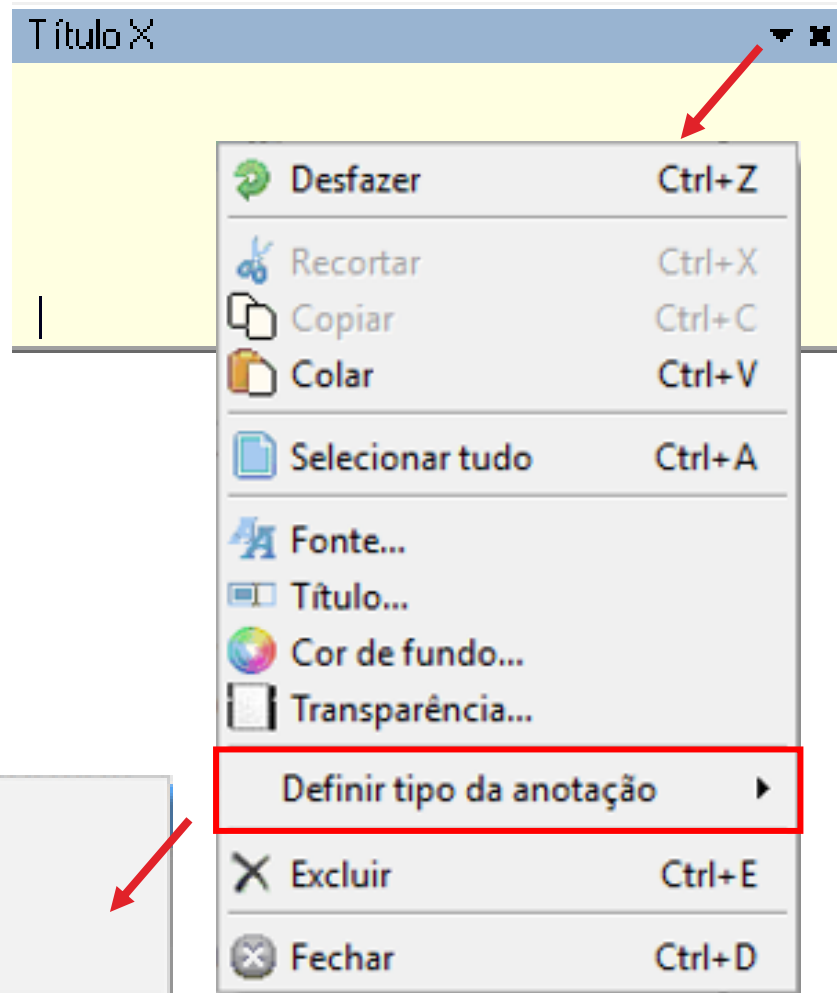 Título X
Desfazer Ctrl+Z
Recortar Ctrl+X
Copiar Ctrl+C
Colar Ctrl+V
Selecionar tudo Ctrl+A
Fonte...
Título...
Cor de fundo...
Transparência...
Definir tipo da anotação
Excluir Ctrl+E
Fechar Ctrl+D